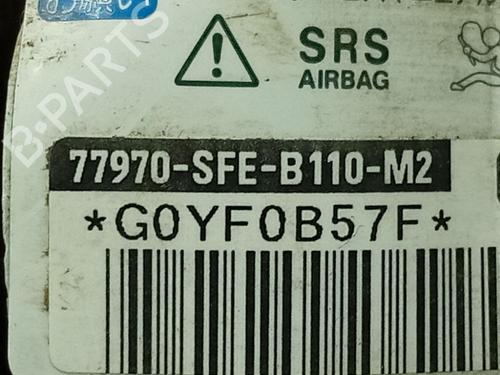 SRS
AIRBAG
77970-SFE-B110-M2
*G0YF0B57F*
B-PARTS